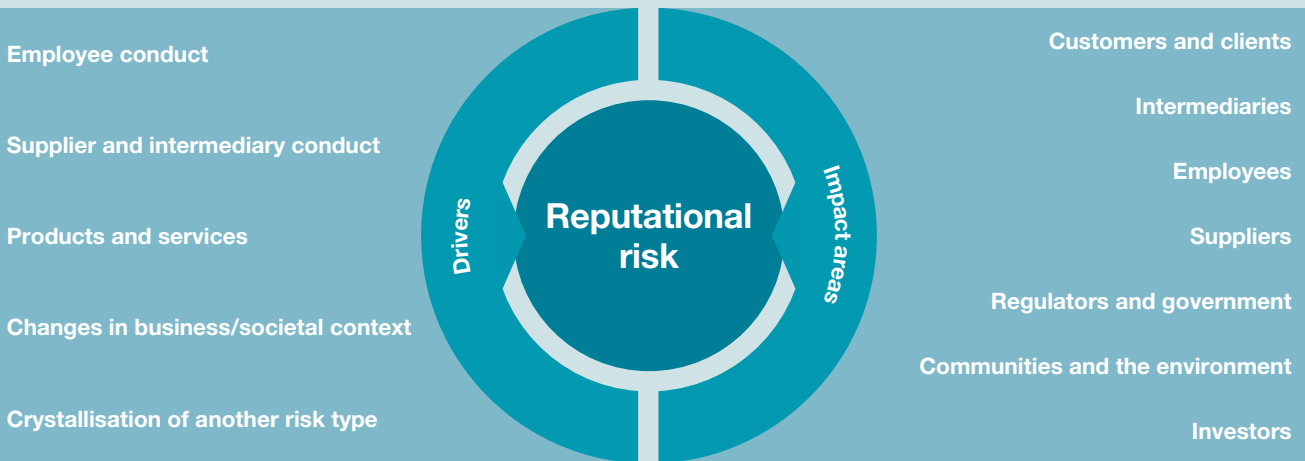 Employee conduct
Supplier and intermediary conduct
Products and services
Changes in business/societal context
Crystallisation of another risk type
Drivers
Reputational
risk
Impact areas
Customers and clients
Intermediaries
Employees
Suppliers
Regulators and government
Communities and the environment
Investors